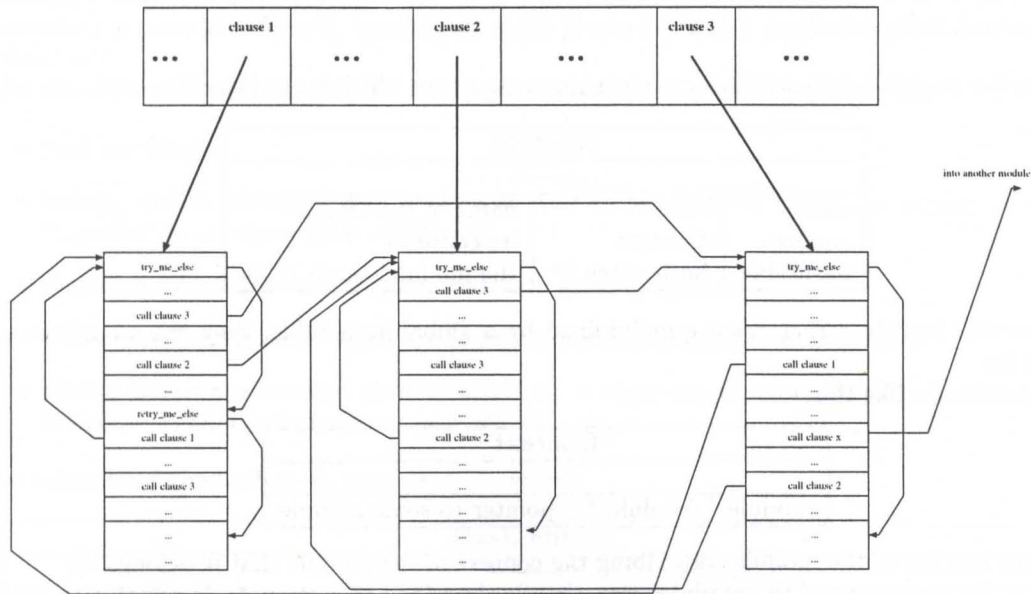 clause 1
clause 2
clause 3
...
...
...
...
into another module
try_me_else
...
call clause 3
...
call clause 2
...
retry_me_else
call clause 1
...
call clause 3
...
...
try_me_else
call clause 3
...
...
call clause 3
...
...
call clause 2
...
...
...
...
try_me_else
...
...
...
call clause 1
...
...
call clause x
...
call clause 2
...
...
...